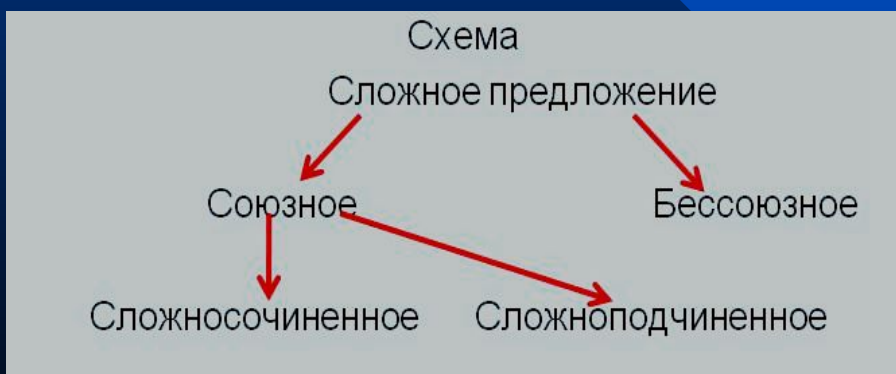 Схема
Сложное предложение
Союзное Бессоюзное
Сложносочиненное Сложноподчиненное